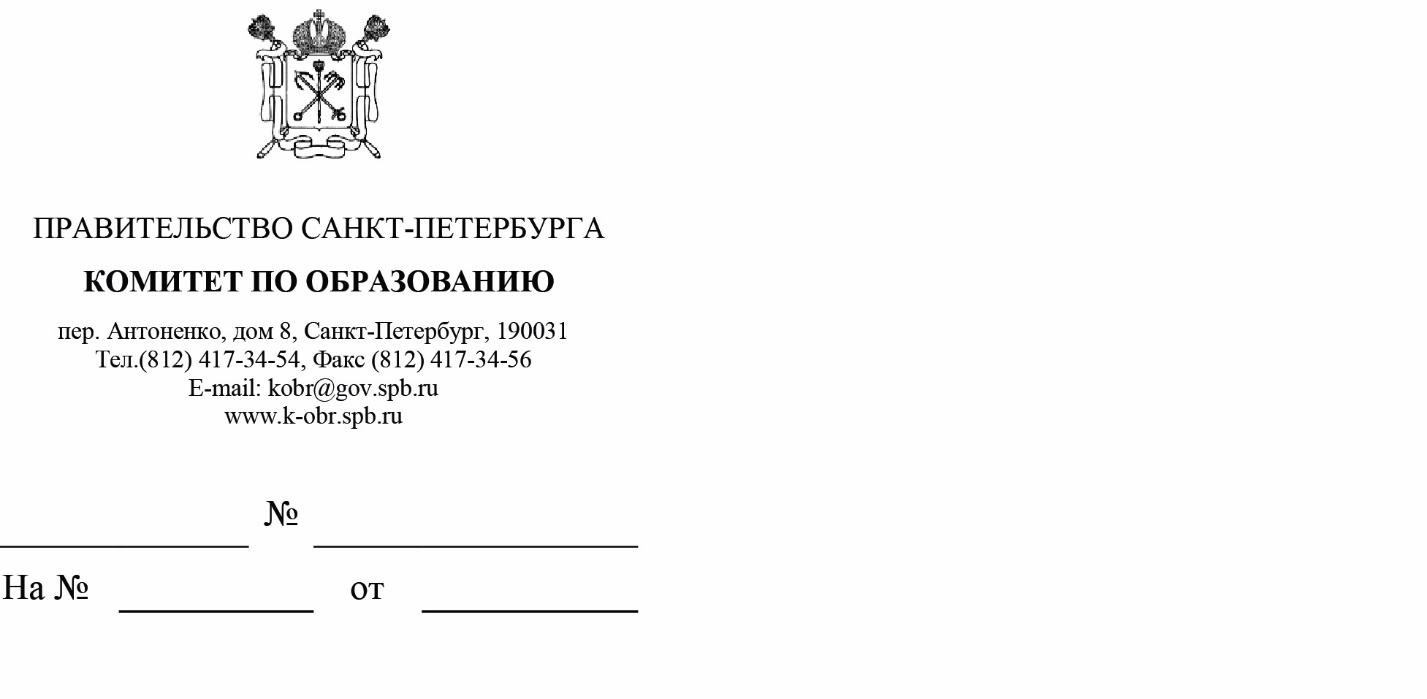 ПРАВИТЕЛЬСТВО САНКТ-ПЕТЕРБУРГА
КОМИТЕТ ПО ОБРАЗОВАНИЮ
пер. Антоненко, дом 8, Санкт-Петербург, 190031
Тел.(812) 417-34-54, Факс (812) 417-34-56
E-mail: kobr@gov.spb.ru
www.k-obr.spb.ru
№
На № от